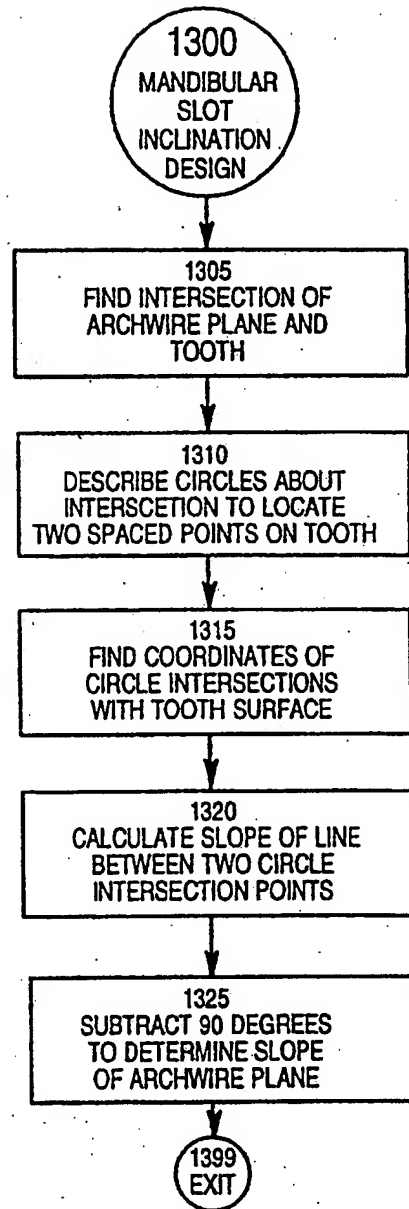 1300
MANDIBULAR
SLOT
INCLINATION
DESIGN
1305
FIND INTERSECTION OF
ARCHWIRE PLANE AND
TOOTH
1310
DESCRIBE CIRCLES ABOUT
INTERSCETION TO LOCATE
TWO SPACED POINTS ON TOOTH
1315
FIND COORDINATES OF
CIRCLE INTERSECTIONS
WITH TOOTH SURFACE
1320
CALCULATE SLOPE OF LINE
BETWEEN TWO CIRCLE
INTERSECTION POINTS
1325
SUBTRACT 90 DEGREES
TO DETERMINE SLOPE
OF ARCHWIRE PLANE
1399
EXIT